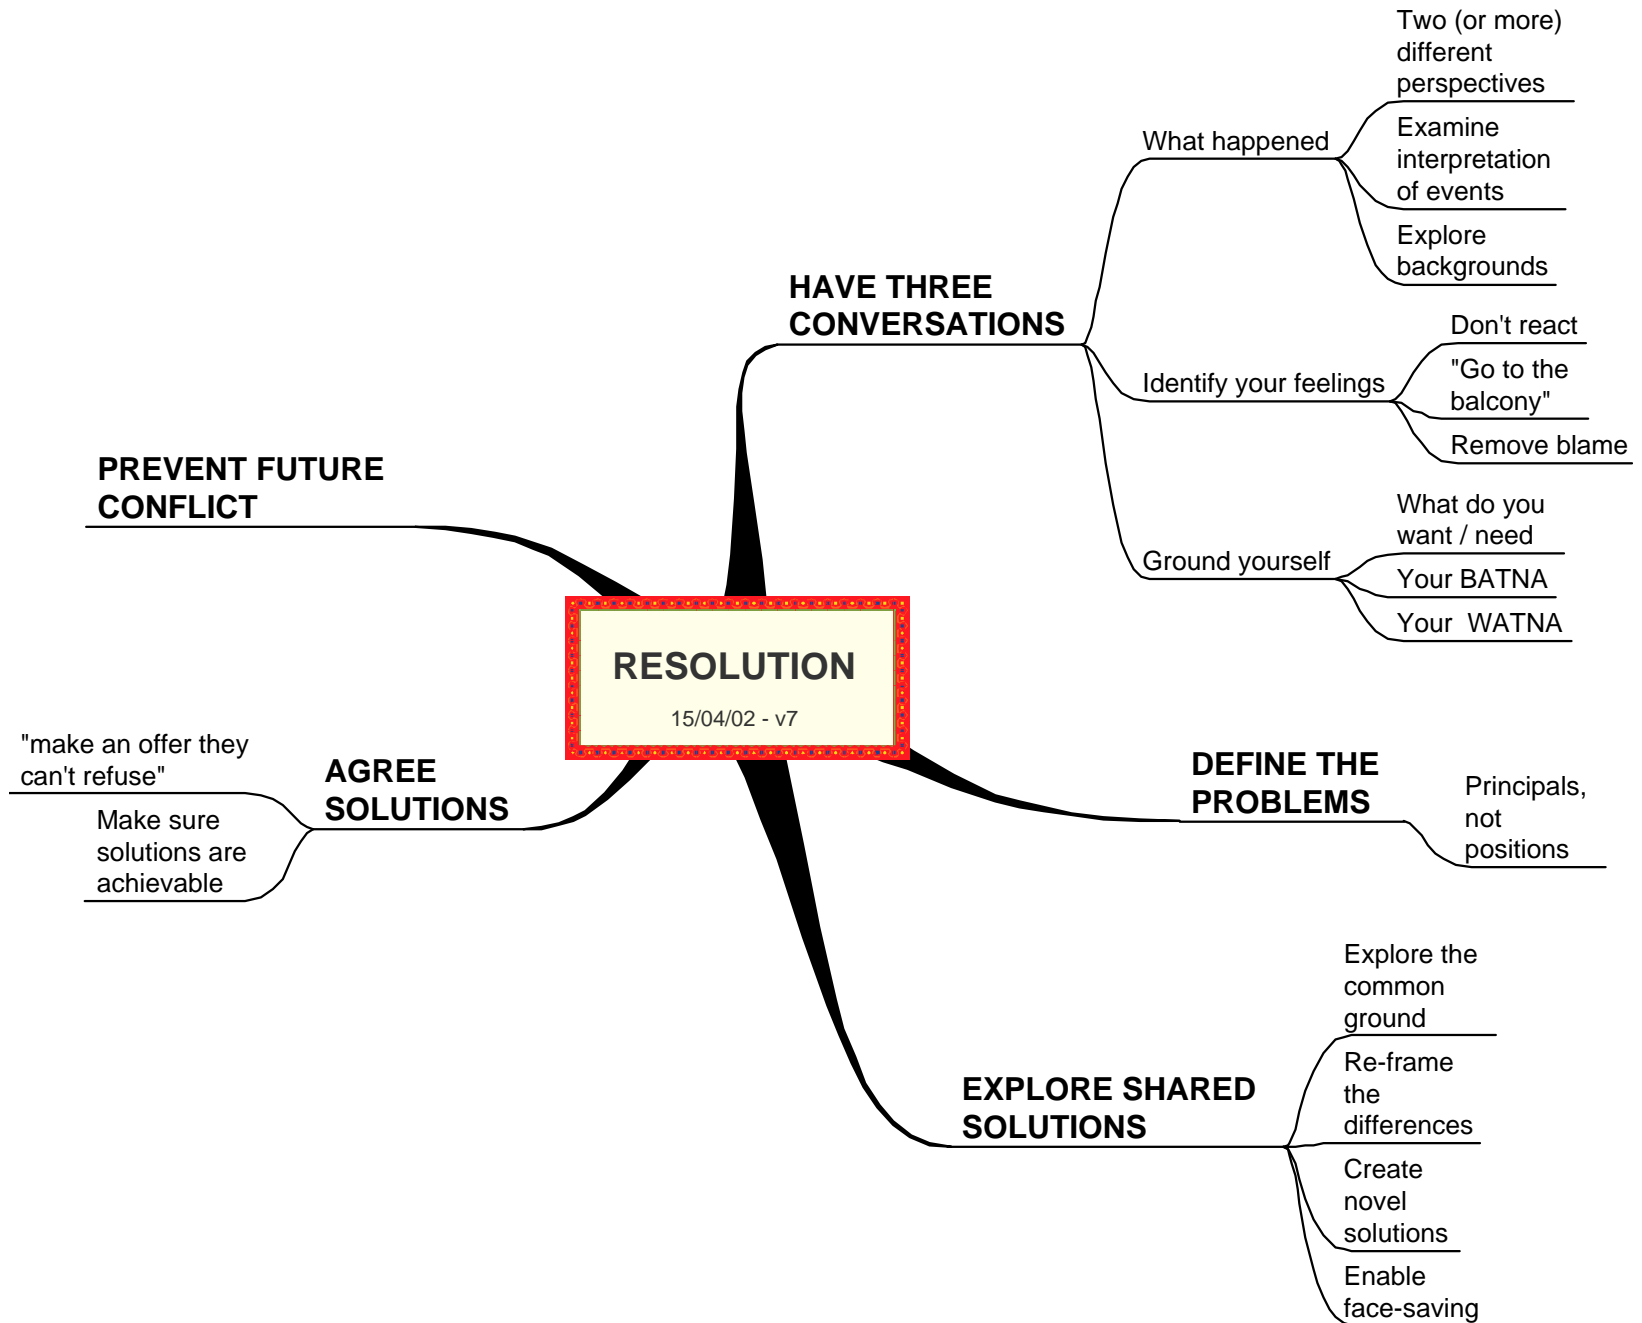 RESOLUTION
15/04/02 - v7
HAVE THREE
CONVERSATIONS
What happened
Two (or more)
different
perspectives
Examine
interpretation
of events
Explore
backgrounds
Identify your feelings
Don't react
"Go to the
balcony"
Remove blame
Ground yourself
What do you
want / need
Your BATNA
Your  WATNA
DEFINE THE
PROBLEMS
Principals,
not
positions
EXPLORE SHARED
SOLUTIONS
Explore the
common
ground
Re-frame
the
differences
Create
novel
solutions
Enable
face-saving
AGREE
SOLUTIONS
"make an offer they
can't refuse"
Make sure
solutions are
achievable
PREVENT FUTURE
CONFLICT